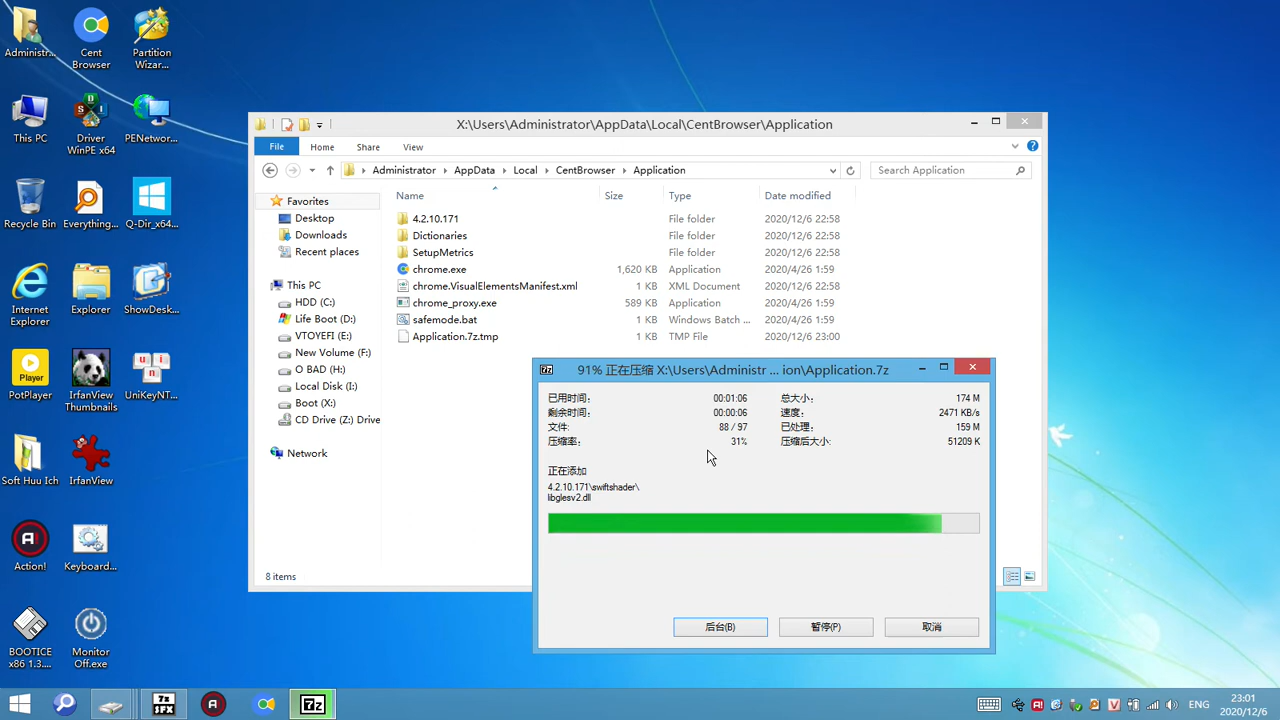 Administr...
Cent
Browser
Partition
Wizar...
This PC
Driver
WinPE x64
PENetwor...
Recycle Bin
Everything...
Q-Dir_x64...
Internet
Explorer
Explorer
ShowDesk...
Player
PotPlayer
IrfanView
Thumbnails
UniKeyNT...
Soft Huu Ich
IrfanView
Action!
Keyboard...
BOOTICE
x86 1.3....
Monitor
Off.exe
X:\Users\Administrator\AppData\Local\CentBrowser\Application
File
Home
Share
View
Administrator
AppData
Local
CentBrowser
Application
Search Application
Name
Size
Type
Date modified
Favorites
Desktop
Downloads
Recent places
This PC
HDD (C:)
Life Boot (D:)
VTOYEFI (E:)
New Volume (F:)
O BAD (H:)
Local Disk (I:)
Boot (X:)
CD Drive (Z:) Drive
Network
4.2.10.171 File folder 2020/12/6 22:58
Dictionaries File folder 2020/12/6 22:58
SetupMetrics File folder 2020/12/6 22:58
chrome.exe 1,620 KB Application 2020/4/26 1:59
chrome.VisualElementsManifest.xml 1 KB XML Document 2020/12/6 22:58
chrome_proxy.exe 589 KB Application 2020/4/26 1:59
safemode.bat 1 KB Windows Batch ... 2020/4/26 1:59
Application.7z.tmp 1 KB TMP File 2020/12/6 23:00
8 items
7z
91% 正在压缩 X:\Users\Administr ... ion\Application.7z
已用时间: 00:01:06 总大小: 174 M
剩余时间: 00:00:06 速度: 2471 KB/s
文件: 88 / 97 已处理: 159 M
压缩率: 31% 压缩后大小: 51209 K
正在添加
4.2.10.171\swiftshader\
libglesv2.dll
后台(B)
暂停(P)
取消
7z
SFX
7z
ENG
23:01
2020/12/6